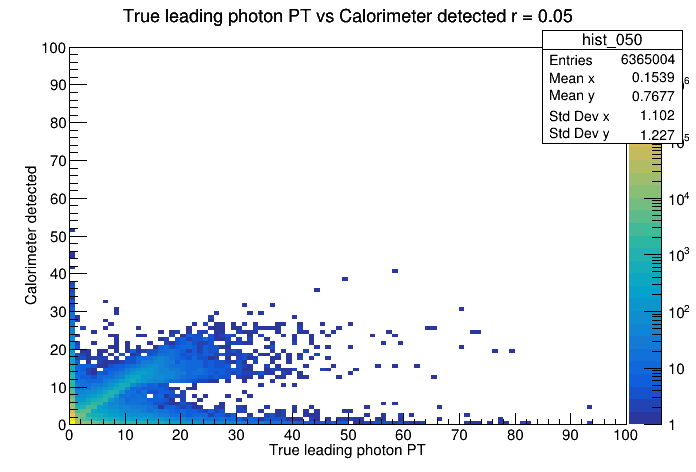 True leading photon PT vs Calorimeter detected r = 0.05
hist_050
Entries 6365004
Mean x 0.1539
Mean y 0.7677
Std Dev x 1.102
Std Dev y 1.227
Calorimeter detected
100
90
80
70
60
50
40
30
20
10
0
0 10 20 30 40 50 60 70 80 90 100
True leading photon PT
10⁴
10³
10²
10
1